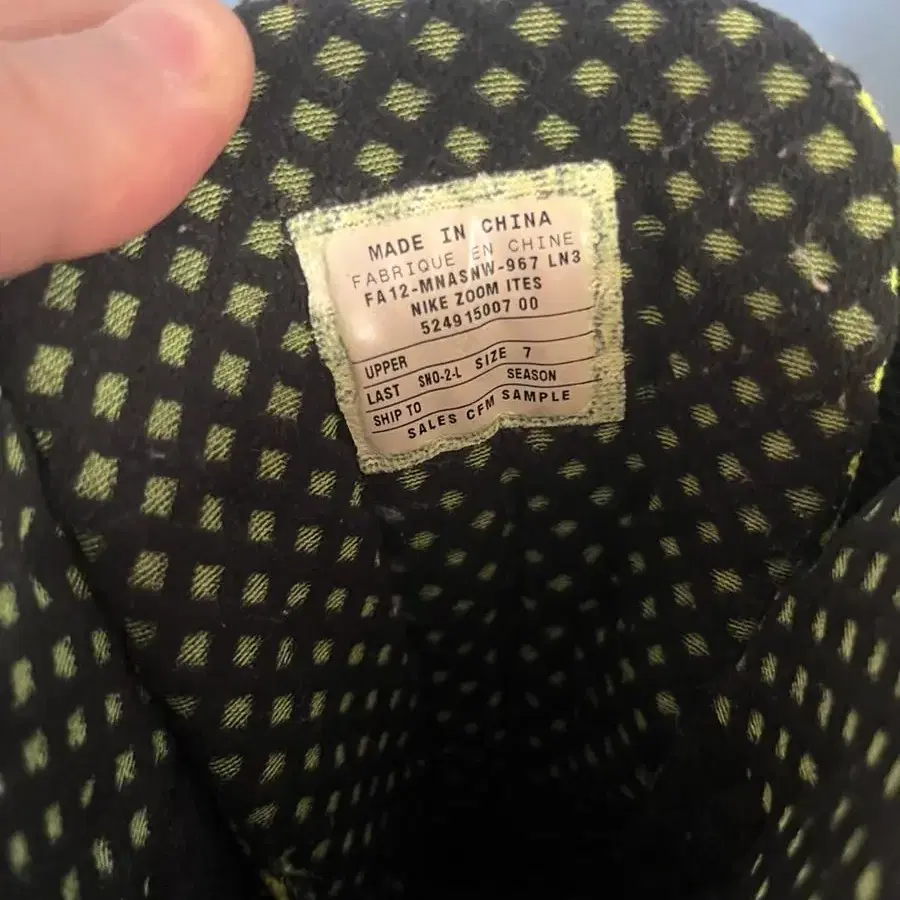 MADE IN CHINA
FABRIQUE EN CHINE
FA12-MNASNW-967 LN3
NIKE ZOOM ITES
524915007 00
UPPER
LAST SNO-2-L SIZE 7
SHIP TO SEASON
SALES CFM SAMPLE